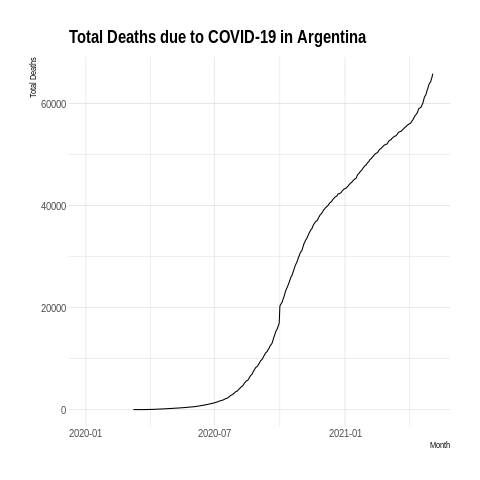 Total Deaths due to COVID-19 in Argentina
Total Deaths
60000
40000
20000
0
2020-01 2020-07 2021-01
Month